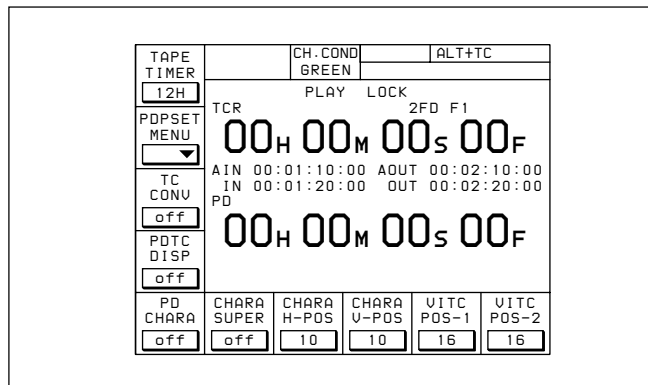 TAPE TIMER
12H
CH.COND
GREEN
ALT+TC
PLAY LOCK
TCR 2FD F1
00H 00M 00S 00F
PDPSET MENU
AIN 00:01:10:00 AOUT 00:02:10:00
IN 00:01:20:00 OUT 00:02:20:00
TC CONV
off
PD
00H 00M 00S 00F
PDTC DISP
off
PD CHARA
off
CHARA SUPER
off
CHARA H-POS
10
CHARA V-POS
10
VITC POS-1
16
VITC POS-2
16